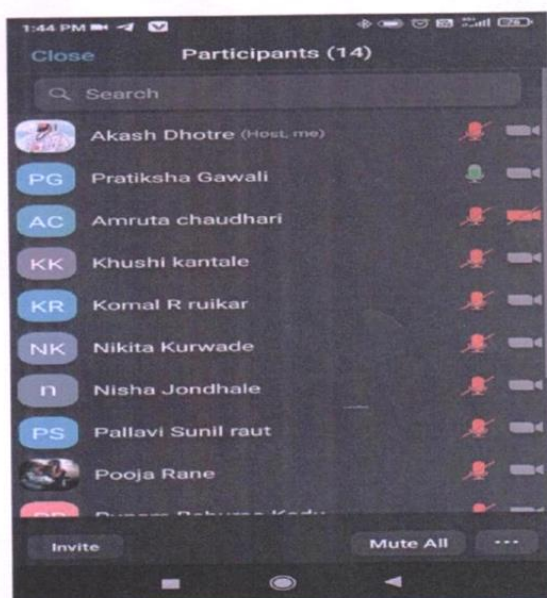 1:44 PM 76
Close Participants (14)
Search
Akash Dhotre (Host, me)
PG Pratiksha Gawali
AC Amruta chaudhari
KK Khushi kantale
KR Komal R ruikar
NK Nikita Kurwade
n Nisha Jondhale
PS Pallavi Sunil raut
Pooja Rane
Invite Mute All